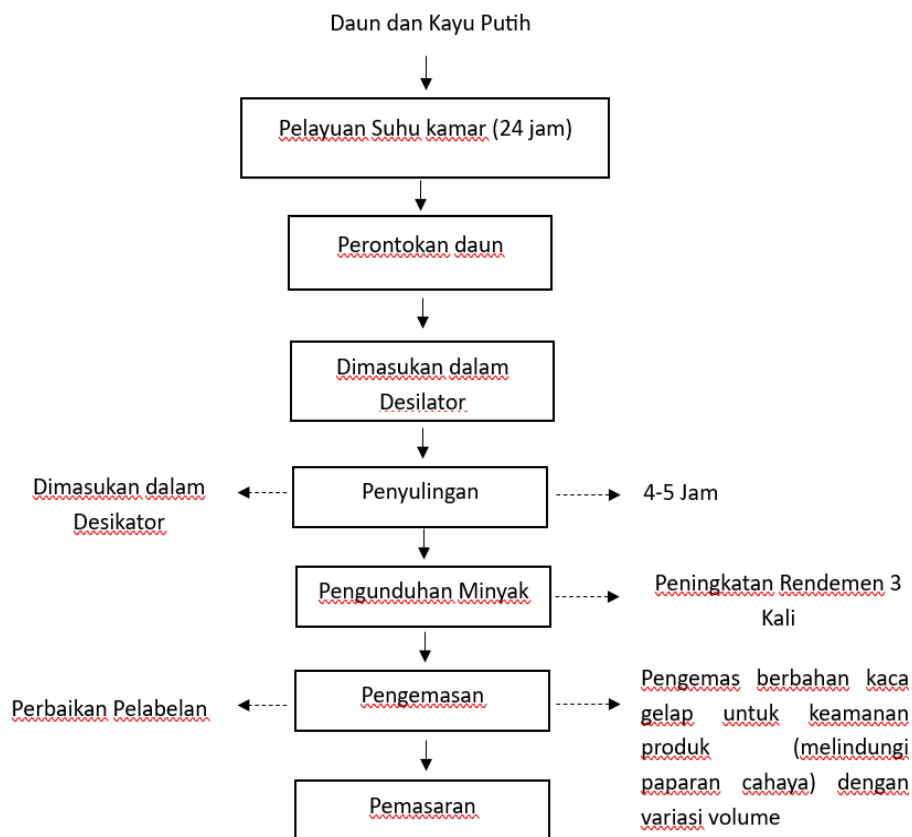 Daun dan Kayu Putih
Pelayuan Suhu kamar (24 jam)
Perontokan daun
Dimasukan dalam
Desilator
Dimasukan dalam
Desikator
Penyulingan
4-5 Jam
Pengunduhan Minyak
Peningkatan Rendemen 3
Kali
Perbaikan Pelabelan
Pengemasan
Pengemas berbahan kaca
gelap untuk keamanan
produk (melindungi
paparan cahaya) dengan
variasi volume
Pemasaran